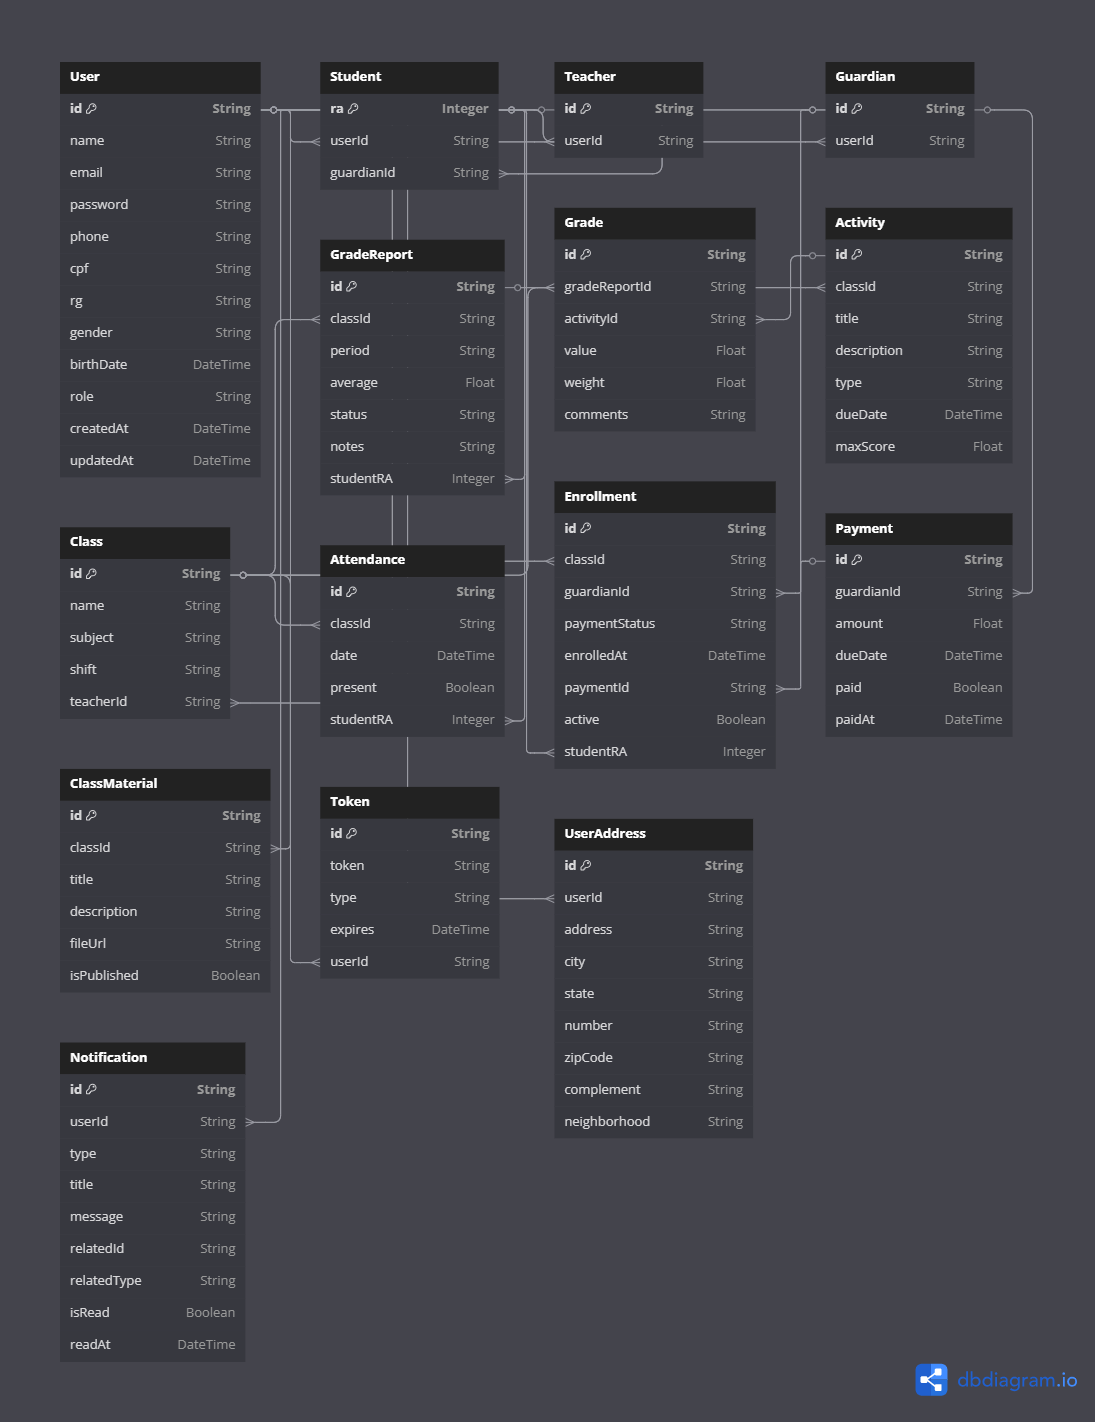 User
id String
name String
email String
password String
phone String
cpf String
rg String
gender String
birthDate DateTime
role String
createdAt DateTime
updatedAt DateTime
Student
ra Integer
userId String
guardianId String
Teacher
id String
userId String
Guardian
id String
userId String
GradeReport
id String
classId String
period String
average Float
status String
notes String
studentRA Integer
Grade
id String
gradeReportId String
activityId String
value Float
weight Float
comments String
Activity
id String
classId String
title String
description String
type String
dueDate DateTime
maxScore Float
Class
id String
name String
subject String
shift String
teacherId String
Attendance
id String
classId String
date DateTime
present Boolean
studentRA Integer
Enrollment
id String
classId String
guardianId String
paymentStatus String
enrolledAt DateTime
paymentId String
active Boolean
studentRA Integer
Payment
id String
guardianId String
amount Float
dueDate DateTime
paid Boolean
paidAt DateTime
ClassMaterial
id String
classId String
title String
description String
fileUrl String
isPublished Boolean
Token
id String
token String
type String
expires DateTime
userId String
UserAddress
id String
userId String
address String
city String
state String
number String
zipCode String
complement String
neighborhood String
Notification
id String
userId String
type String
title String
message String
relatedId String
relatedType String
isRead Boolean
readAt DateTime
dbdiagram.io